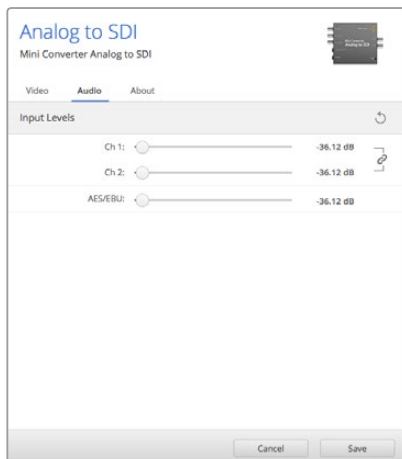 Analog to SDI
Mini Converter Analog to SDI
Video Audio About
Input Levels
Ch 1: -36.12 dB
Ch 2: -36.12 dB
AES/EBU: -36.12 dB
Cancel Save